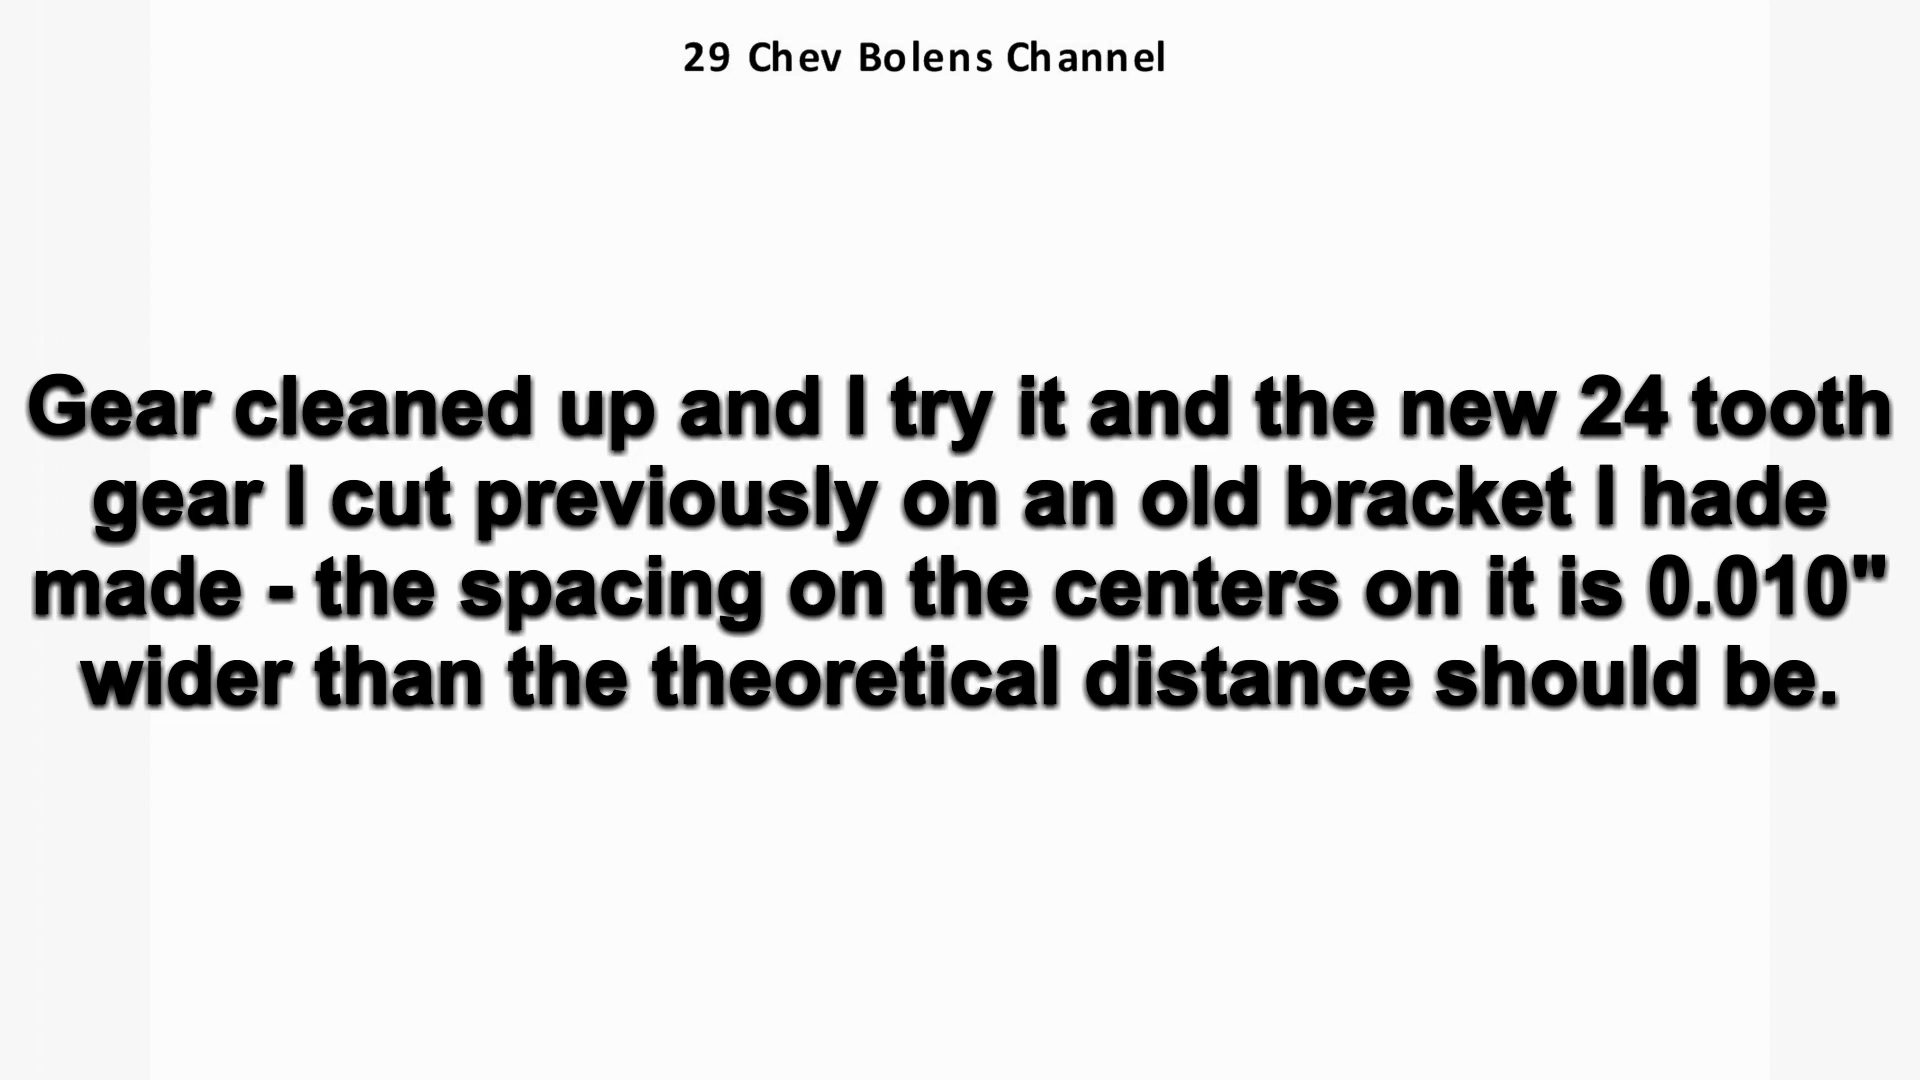 29 Chev Bolens Channel
Gear cleaned up and I try it and the new 24 tooth
gear I cut previously on an old bracket I hade
made - the spacing on the centers on it is 0.010"
wider than the theoretical distance should be.